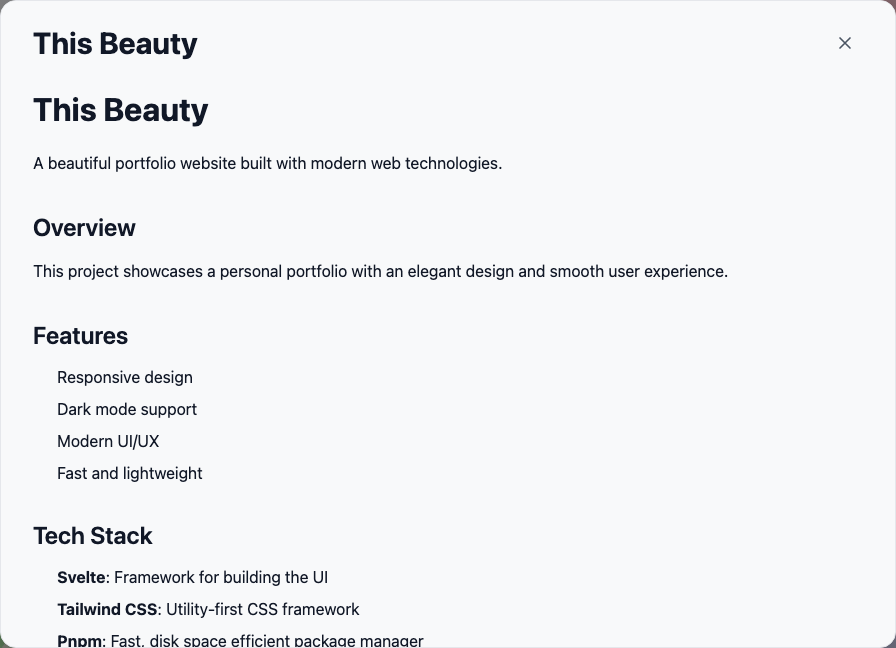 This Beauty
This Beauty
A beautiful portfolio website built with modern web technologies.
Overview
This project showcases a personal portfolio with an elegant design and smooth user experience.
Features
Responsive design
Dark mode support
Modern UI/UX
Fast and lightweight
Tech Stack
Svelte: Framework for building the UI
Tailwind CSS: Utility-first CSS framework
Pnpm: Fast, disk space efficient package manager